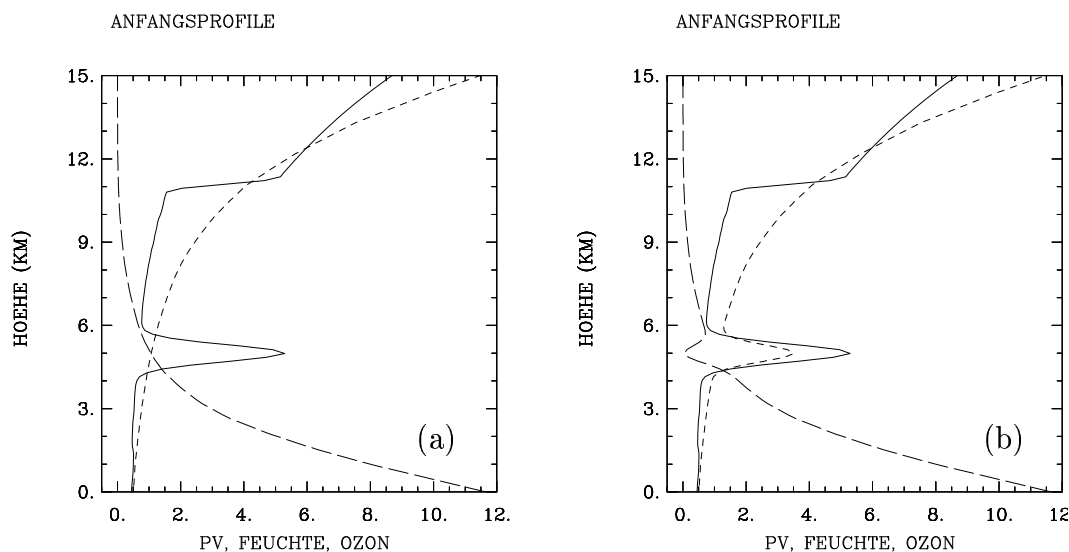 ANFANGSPROFILE
15.
12.
9.
6.
3.
0.
0. 2. 4. 6. 8. 10. 12.
HOEHE (KM)
PV, FEUCHTE, OZON
(a)
ANFANGSPROFILE
15.
12.
9.
6.
3.
0.
0. 2. 4. 6. 8. 10. 12.
HOEHE (KM)
PV, FEUCHTE, OZON
(b)